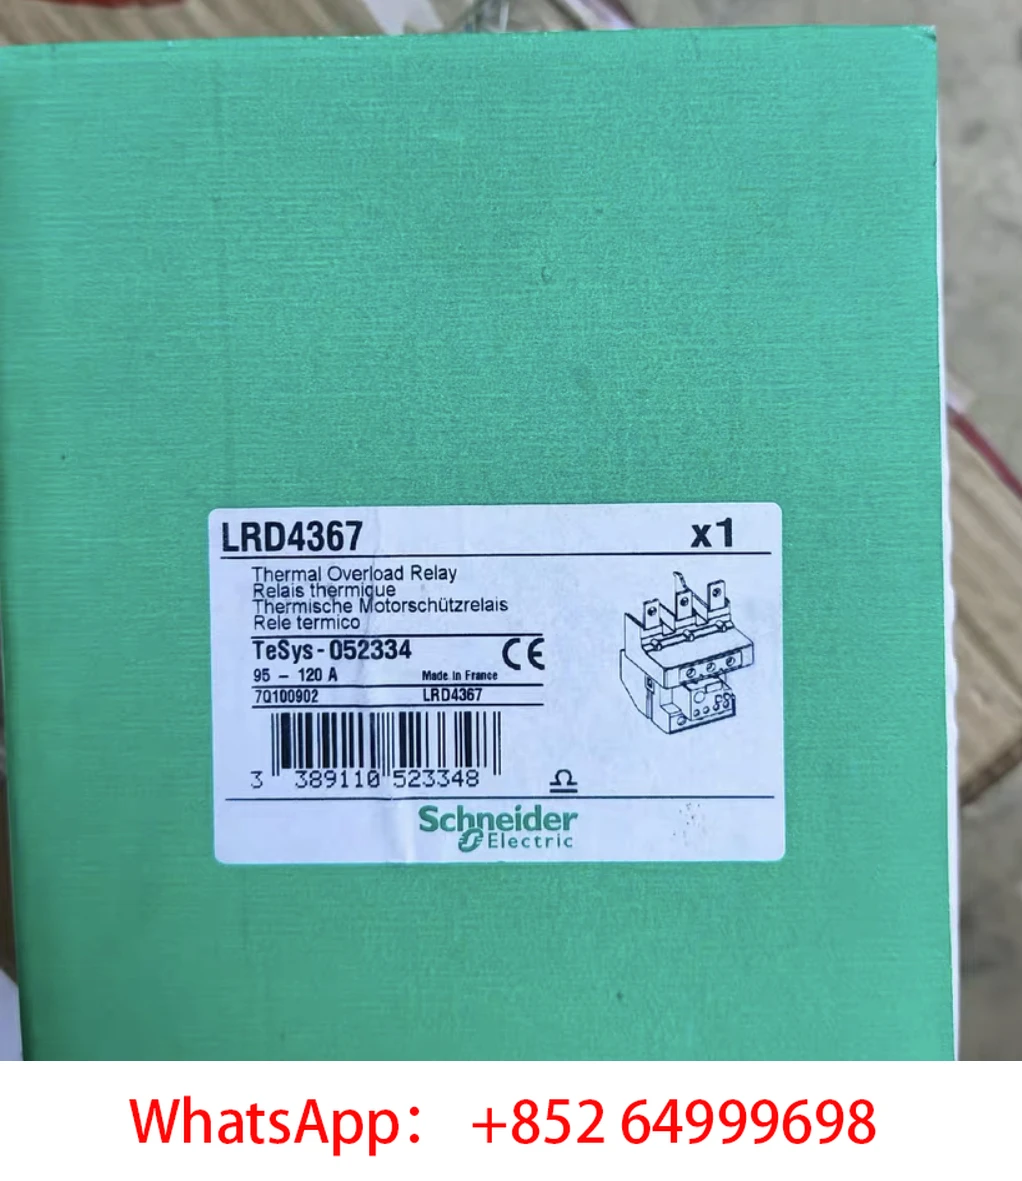 LRD4367 x1
Thermal Overload Relay
Relais thermique
Thermische Motorschützrelais
Rele termico
TeSys - 052334 CE
95 - 120 A Made in France
7Q100902 LRD4367
3 389110 523348
Schneider
Electric
WhatsApp： +852 64999698